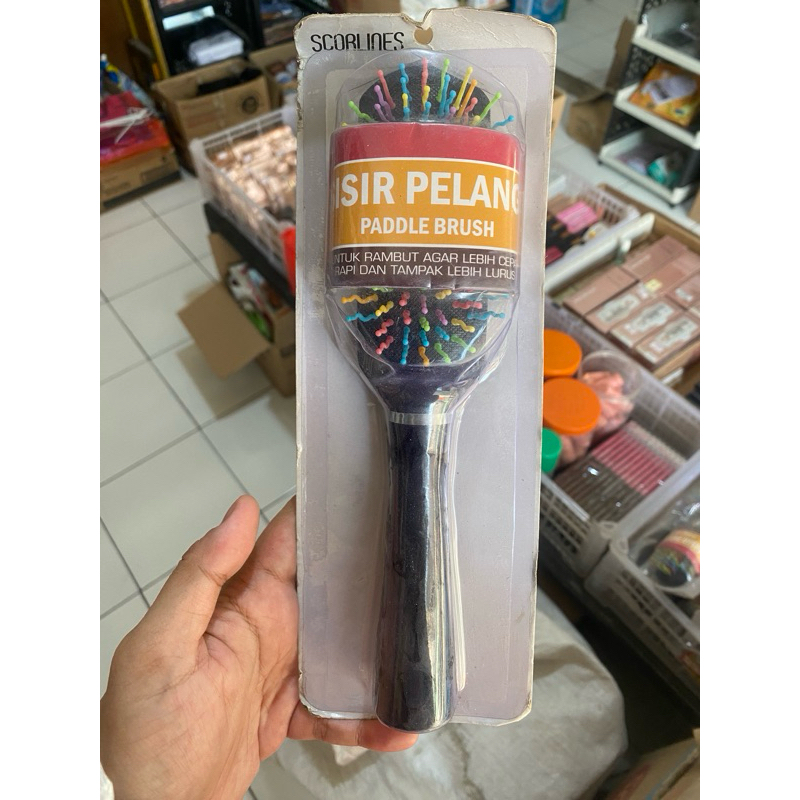 SCORLINES
ISIR PELANG
PADDLE BRUSH
NTUK RAMBUT AGAR LEBIH CER
RAPI DAN TAMPAK LEBIH LURUS